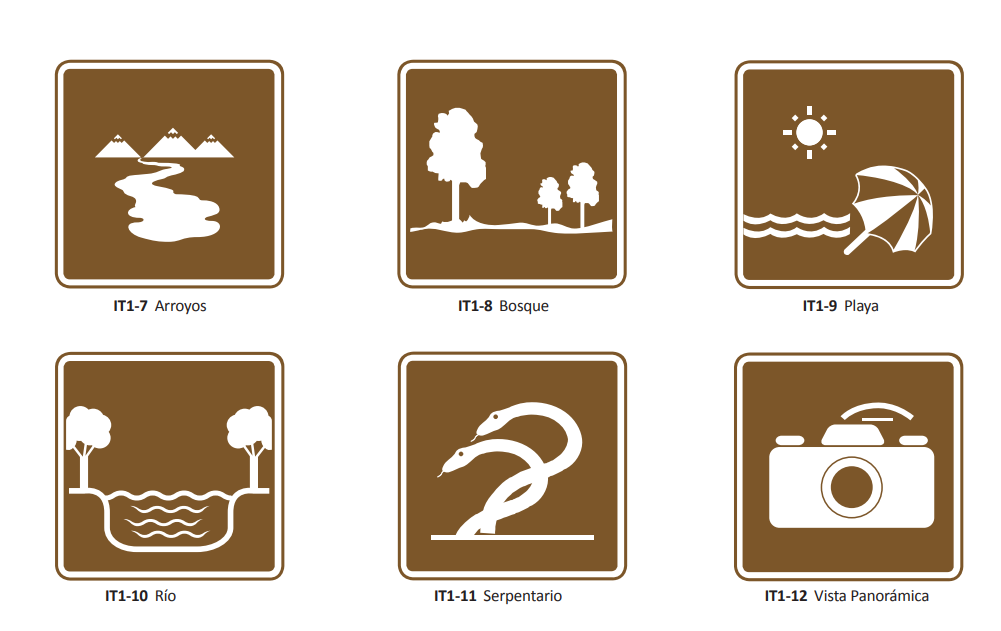 IT1-7 Arroyos
IT1-8 Bosque
IT1-9 Playa
IT1-10 Río
IT1-11 Serpentario
IT1-12 Vista Panorámica